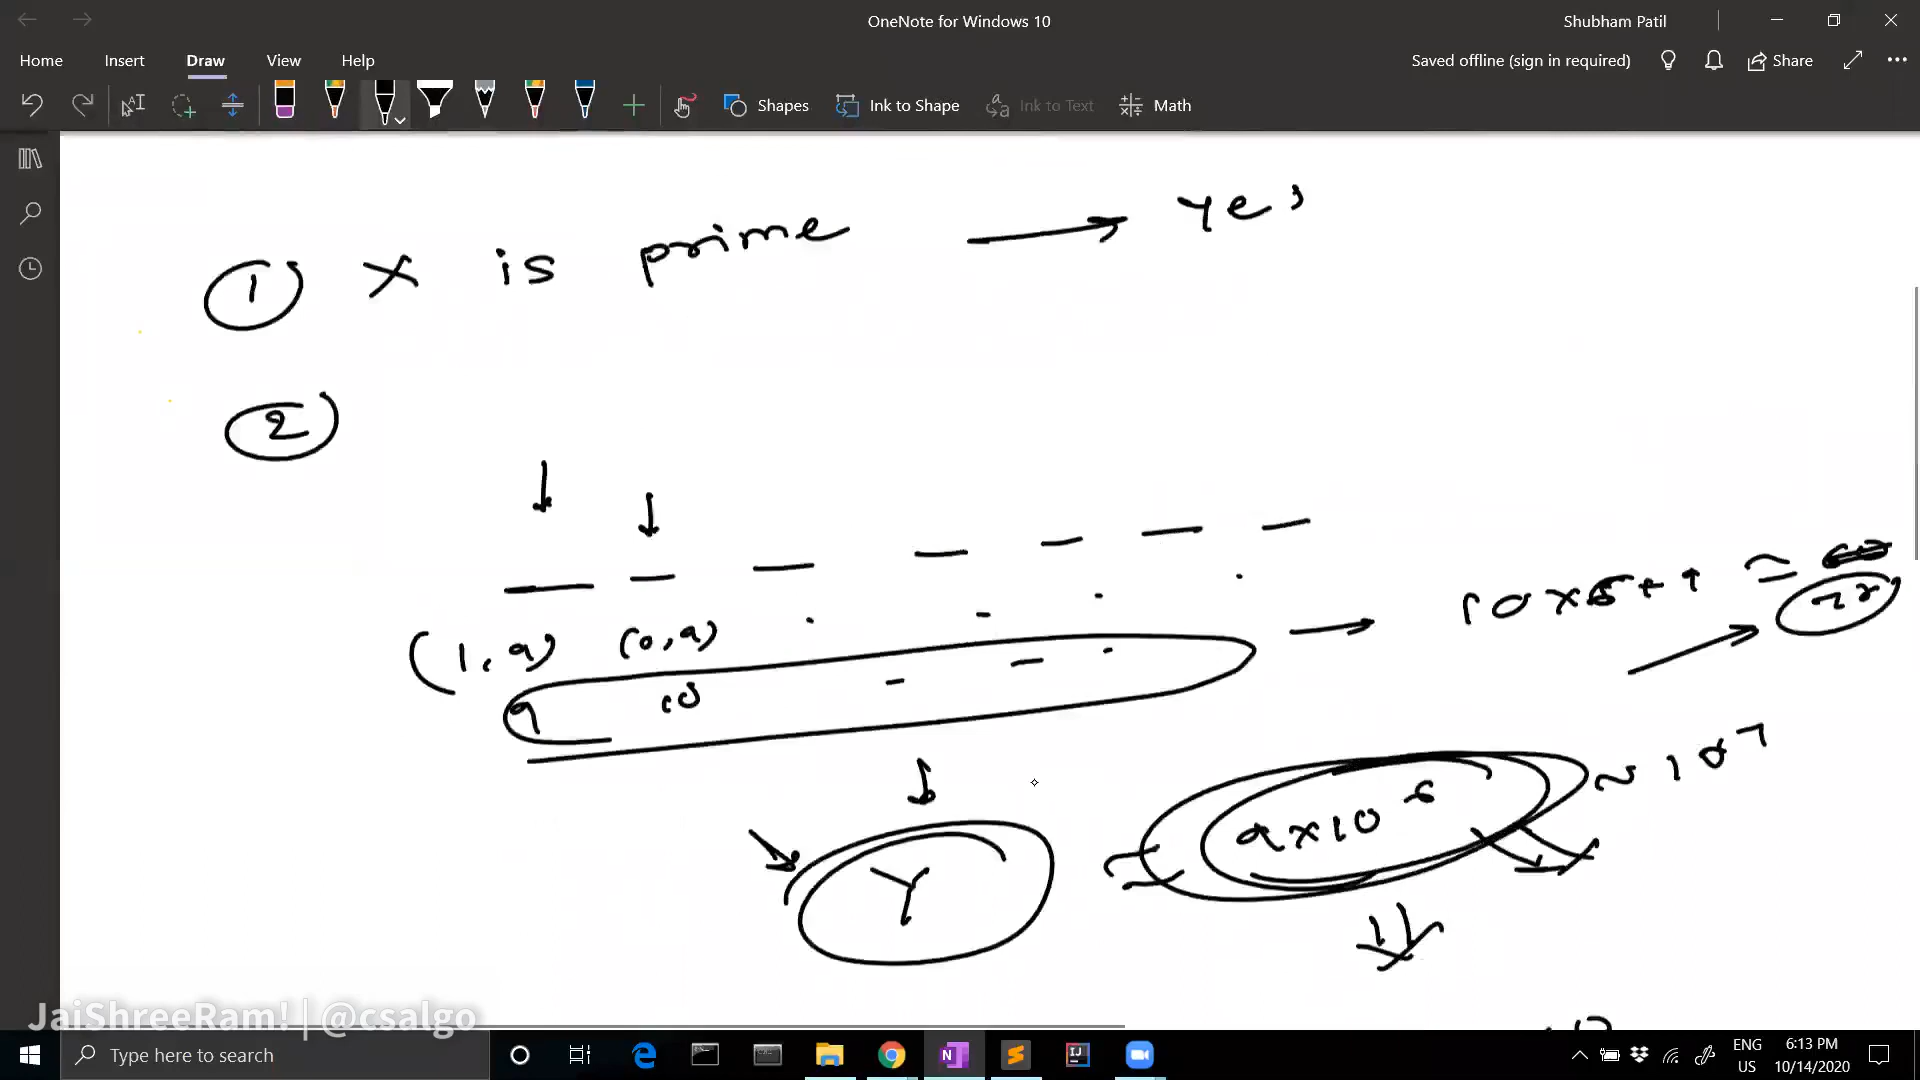 OneNote for Windows 10
Shubham Patil
Home Insert Draw View Help
Saved offline (sign in required) Share
Shapes Ink to Shape Ink to Text Math
1 X is prime → Yes
2
(1, 9) (0, 9)
9 10
≈ 9x10^6 ~ 10^7
Y
JaiShreeRam! | @csalgo
Type here to search
ENG
US
6:13 PM
10/14/2020